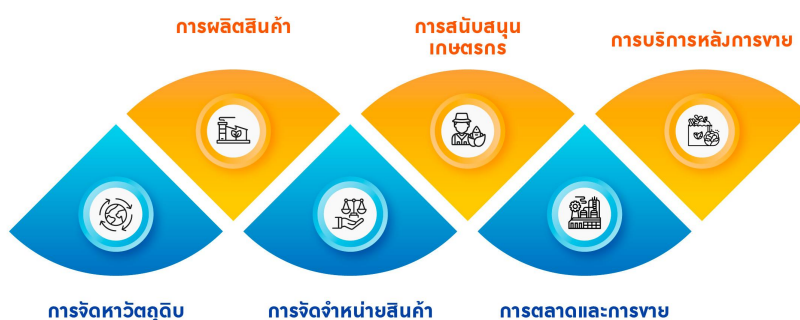 การผลิตสินค้า
การสนับสนุน
เกษตรกร
การบริการหลังการขาย
การจัดหาวัตถุดิบ
การจัดจำหน่ายสินค้า
การตลาดและการขาย